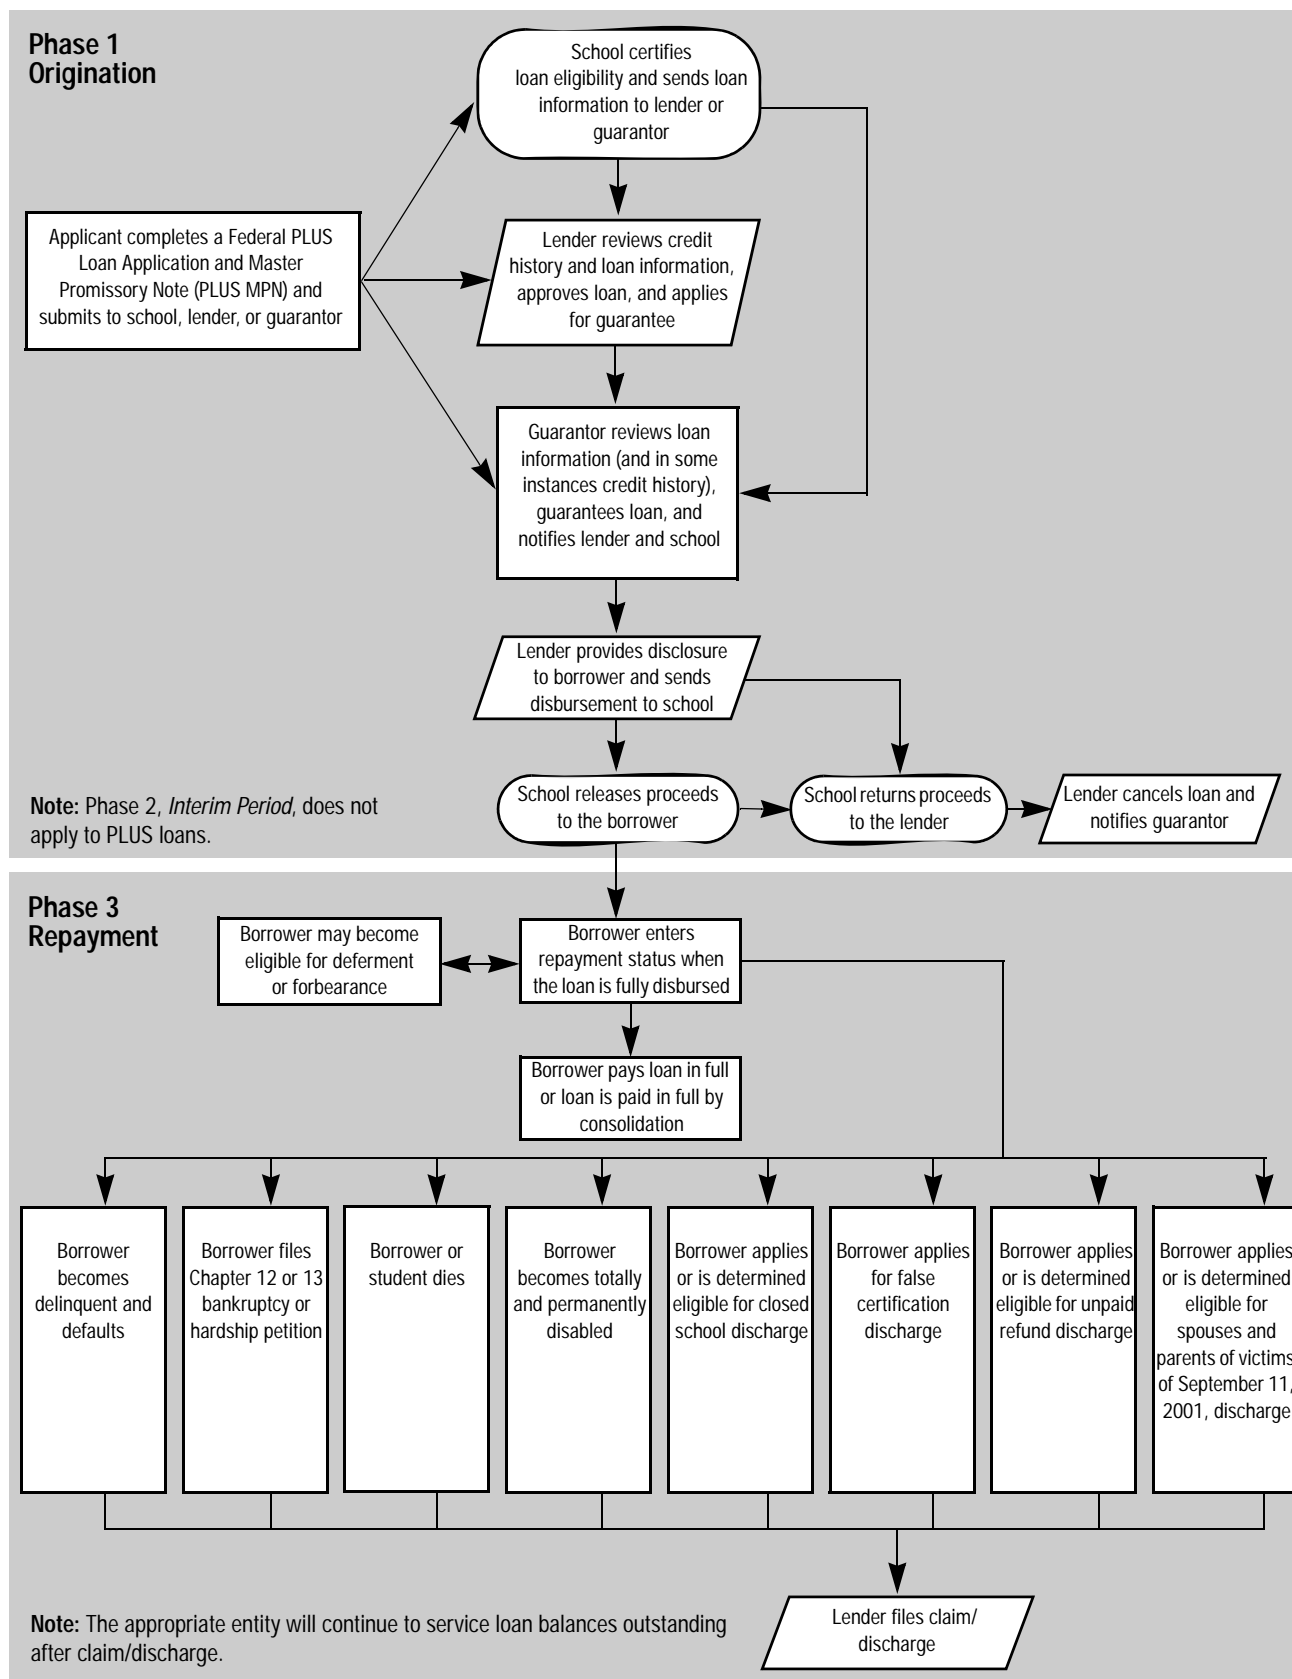 Phase 1
Origination
School certifies
loan eligibility and sends loan
information to lender or
guarantor
Applicant completes a Federal PLUS
Loan Application and Master
Promissory Note (PLUS MPN) and
submits to school, lender, or guarantor
Lender reviews credit
history and loan information,
approves loan, and applies
for guarantee
Guarantor reviews loan
information (and in some
instances credit history),
guarantees loan, and
notifies lender and school
Lender provides disclosure
to borrower and sends
disbursement to school
School releases proceeds
to the borrower
School returns proceeds
to the lender
Lender cancels loan and
notifies guarantor
Note: Phase 2, Interim Period, does not
apply to PLUS loans.
Phase 3
Repayment
Borrower may become
eligible for deferment
or forbearance
Borrower enters
repayment status when
the loan is fully disbursed
Borrower pays loan in full
or loan is paid in full by
consolidation
Borrower
becomes
delinquent and
defaults
Borrower files
Chapter 12 or 13
bankruptcy or
hardship petition
Borrower or
student dies
Borrower
becomes totally
and permanently
disabled
Borrower applies
or is determined
eligible for closed
school discharge
Borrower applies
for false
certification
discharge
Borrower applies
or is determined
eligible for unpaid
refund discharge
Borrower applies
or is determined
eligible for
spouses and
parents of victims
of September 11,
2001, discharge
Note: The appropriate entity will continue to service loan balances outstanding
after claim/discharge.
Lender files claim/
discharge